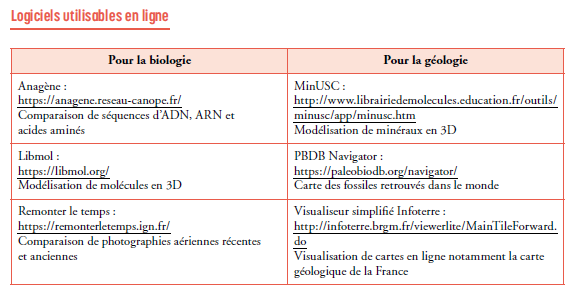 Logiciels utilisables en ligne
Pour la biologie
Pour la géologie
Anagène :
https://anagene.reseau-canope.fr/
Comparaison de séquences d'ADN, ARN et
acides aminés
MinUSC :
http://www.librairiedemolecules.education.fr/outils/
minusc/app/minusc.htm
Modélisation de minéraux en 3D
Libmol :
https://libmol.org/
Modélisation de molécules en 3D
PBDB Navigator :
https://paleobiodb.org/navigator/
Carte des fossiles retrouvés dans le monde
Remonter le temps :
https://remonterletemps.ign.fr/
Comparaison de photographies aériennes récentes
et anciennes
Visualiseur simplifié Infoterre :
http://infoterre.brgm.fr/viewerlite/MainTileForward.
do
Visualisation de cartes en ligne notamment la carte
géologique de la France